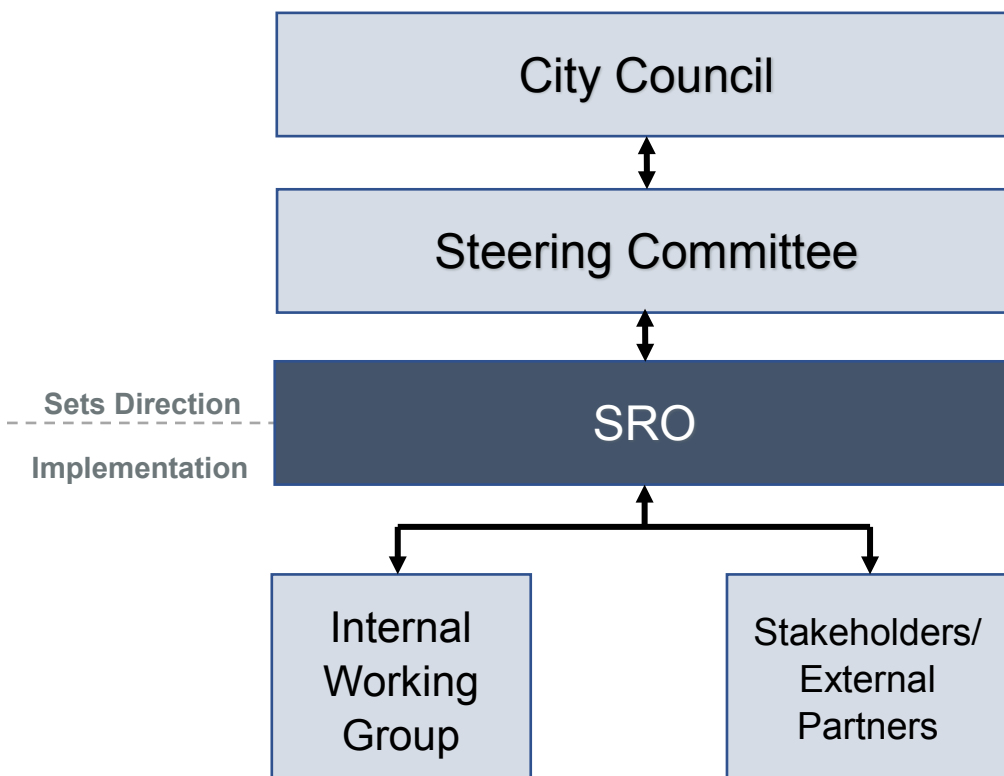 City Council
Steering Committee
Sets Direction
SRO
Implementation
Internal
Working
Group
Stakeholders/
External
Partners